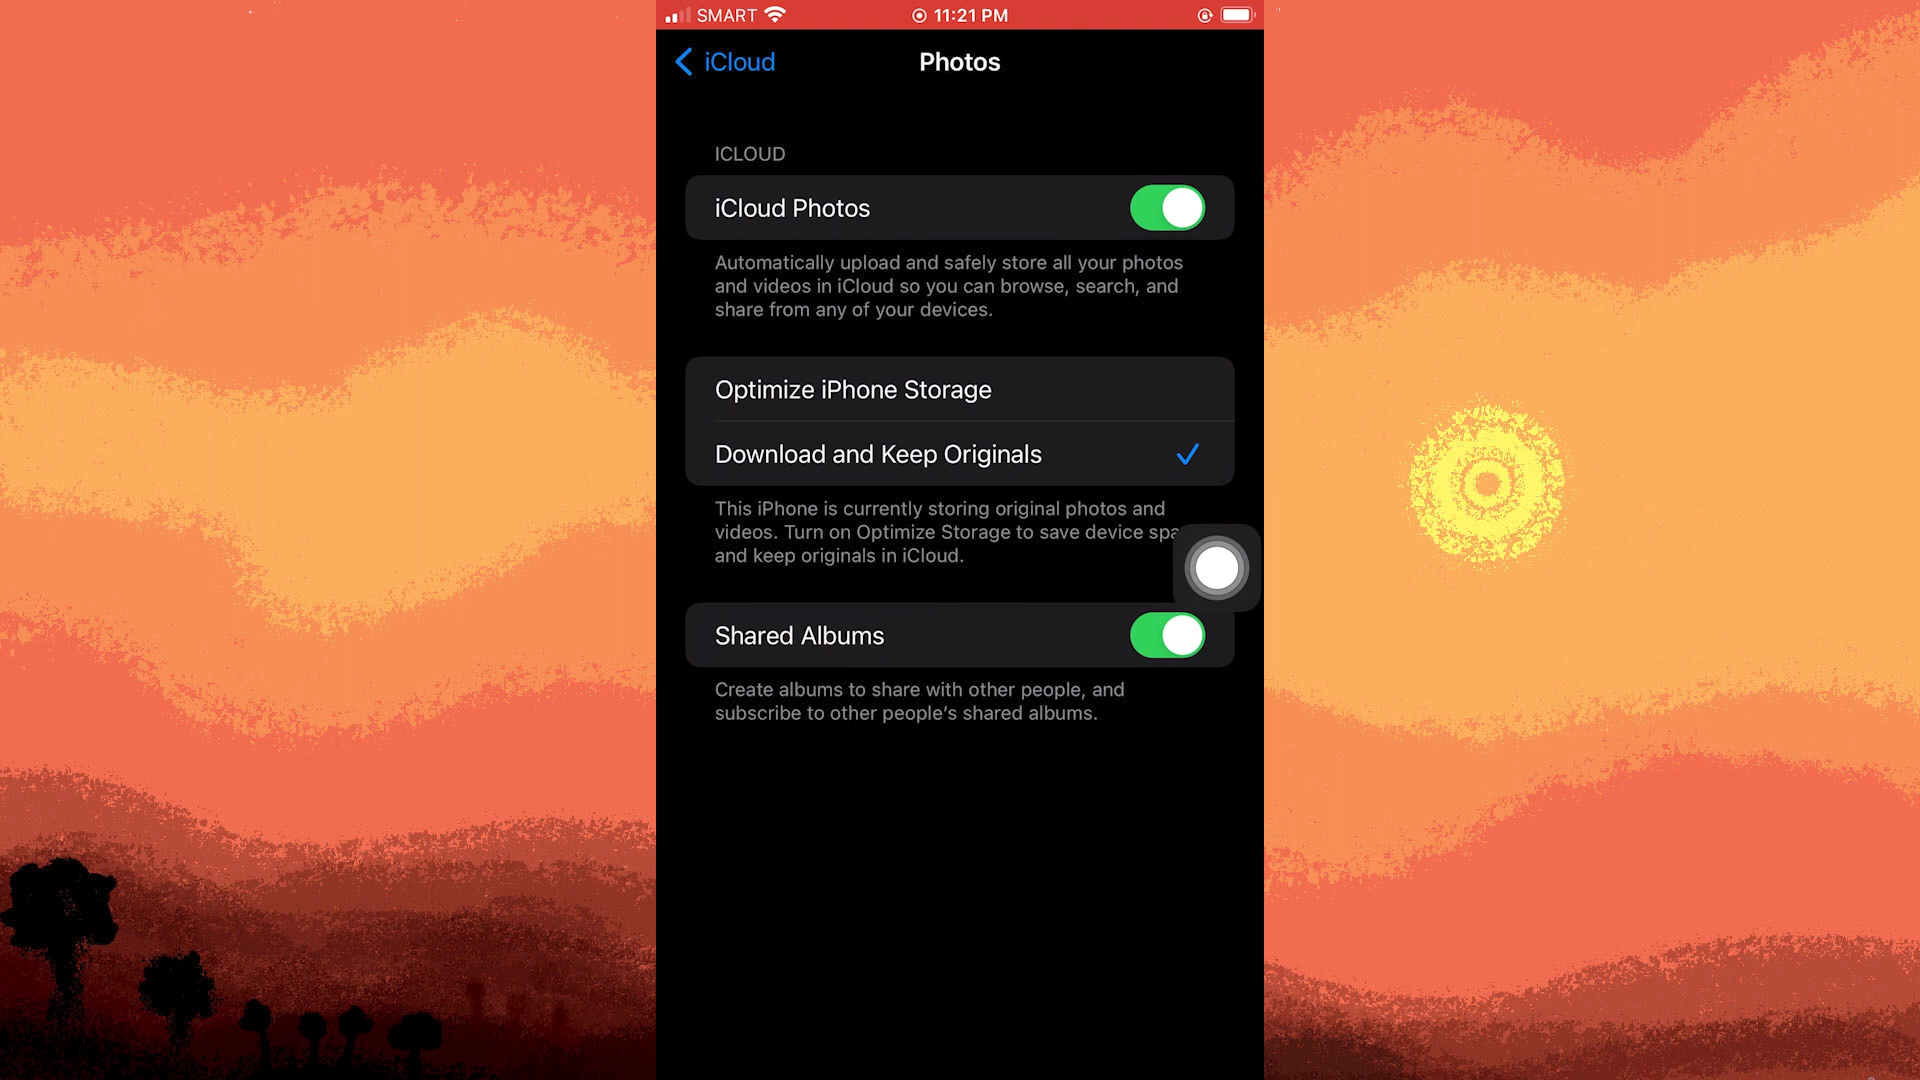 SMART 11:21 PM
iCloud Photos
ICLOUD
iCloud Photos
Automatically upload and safely store all your photos
and videos in iCloud so you can browse, search, and
share from any of your devices.
Optimize iPhone Storage
Download and Keep Originals
This iPhone is currently storing original photos and
videos. Turn on Optimize Storage to save device spa
and keep originals in iCloud.
Shared Albums
Create albums to share with other people, and
subscribe to other people’s shared albums.